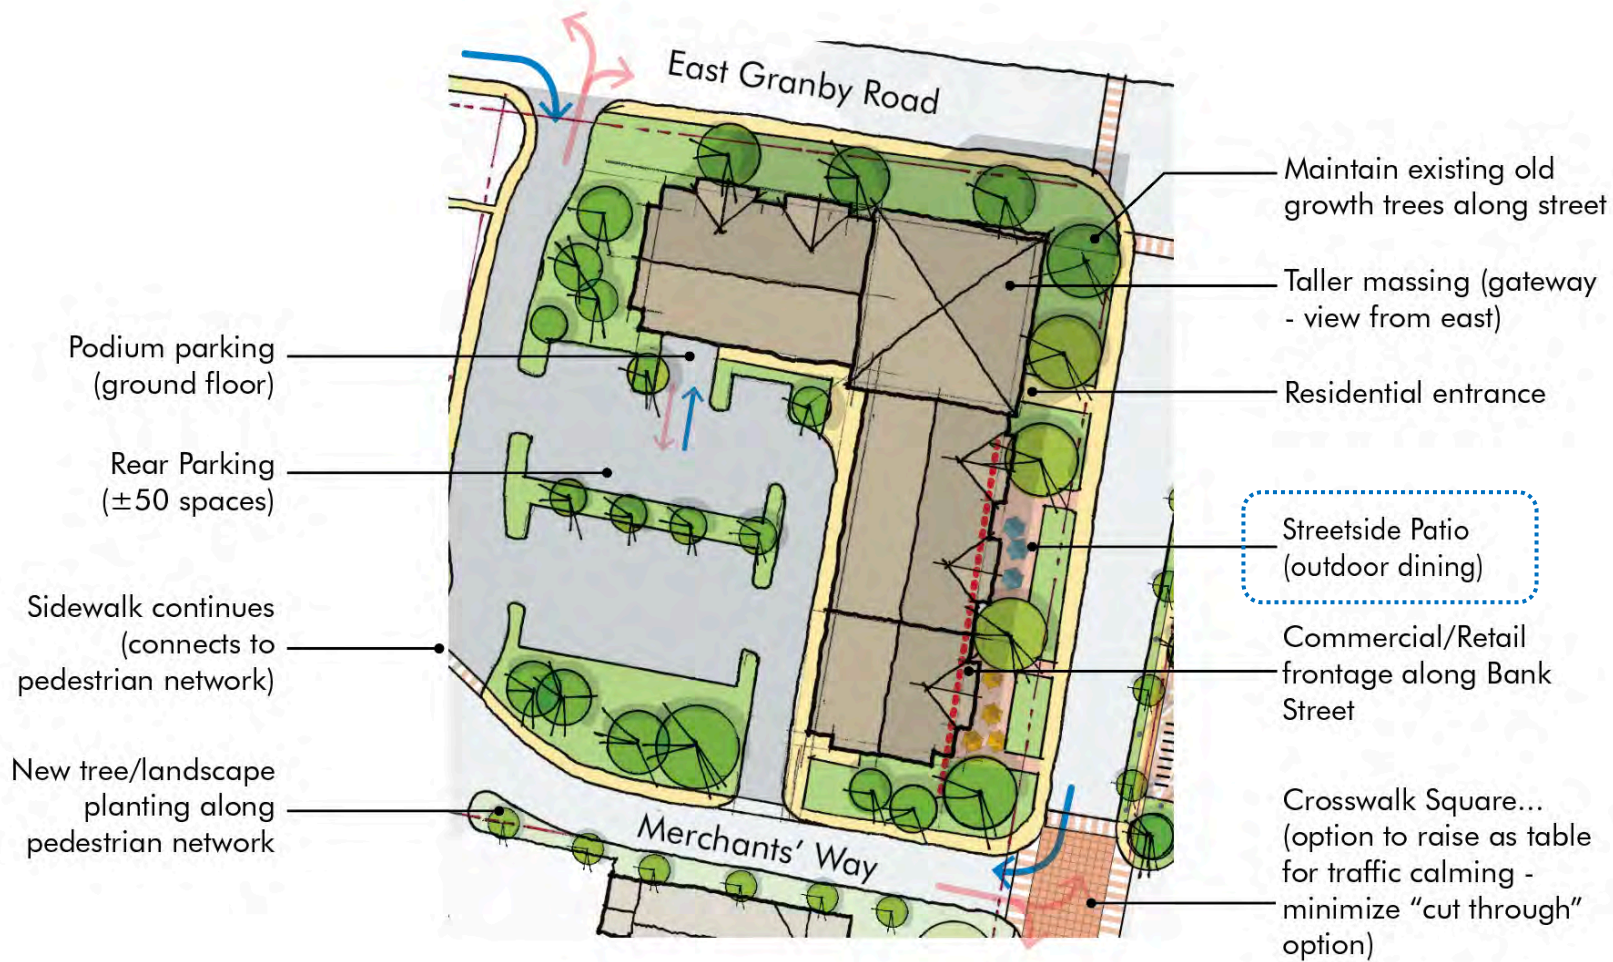 East Granby Road
Maintain existing old
growth trees along street
Taller massing (gateway
- view from east)
Podium parking
(ground floor)
Residential entrance
Rear Parking
(±50 spaces)
Streetside Patio
(outdoor dining)
Sidewalk continues
(connects to
pedestrian network)
Commercial/Retail
frontage along Bank
Street
New tree/landscape
planting along
pedestrian network
Merchants’ Way
Crosswalk Square...
(option to raise as table
for traffic calming -
minimize “cut through”
option)